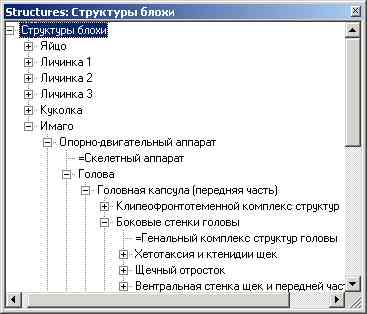 Structures: Структуры блохи
Структуры блохи
Яйцо
Личинка 1
Личинка 2
Личинка 3
Куколка
Имаго
Опорно-двигательный аппарат
=Скелетный аппарат
Голова
Головная капсула (передняя часть)
Клипеофронтотеменной комплекс структур
Боковые стенки головы
=Генальный комплекс структур головы
Хетотаксия и ктенидии щек
Щечный отросток
Вентральная стенка щек и передней част